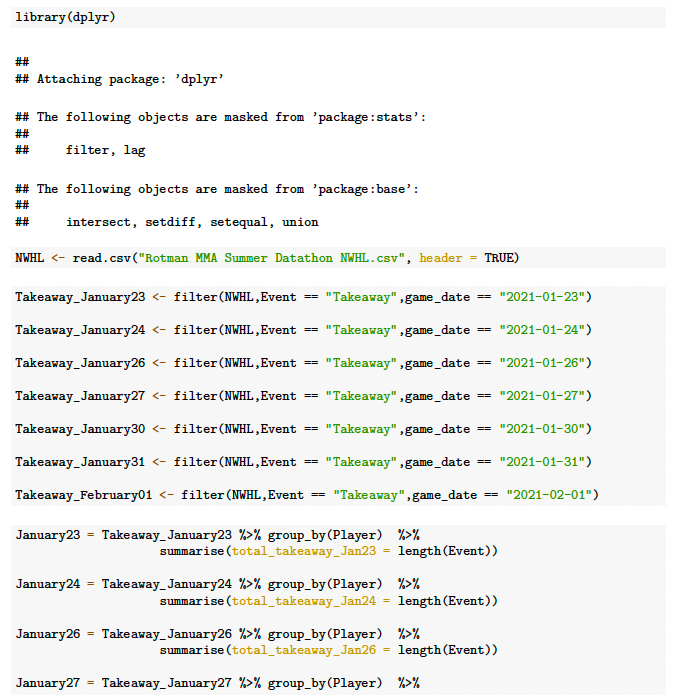 library(dplyr)
##
## Attaching package: ’dplyr’
## The following objects are masked from ’package:stats’:
##
##     filter, lag
## The following objects are masked from ’package:base’:
##
##     intersect, setdiff, setequal, union
NWHL <- read.csv("Rotman MMA Summer Datathon NWHL.csv", header = TRUE)
Takeaway_January23 <- filter(NWHL,Event == "Takeaway",game_date == "2021-01-23")
Takeaway_January24 <- filter(NWHL,Event == "Takeaway",game_date == "2021-01-24")
Takeaway_January26 <- filter(NWHL,Event == "Takeaway",game_date == "2021-01-26")
Takeaway_January27 <- filter(NWHL,Event == "Takeaway",game_date == "2021-01-27")
Takeaway_January30 <- filter(NWHL,Event == "Takeaway",game_date == "2021-01-30")
Takeaway_January31 <- filter(NWHL,Event == "Takeaway",game_date == "2021-01-31")
Takeaway_February01 <- filter(NWHL,Event == "Takeaway",game_date == "2021-02-01")
January23 = Takeaway_January23 %>% group_by(Player)  %>%
                    summarise(total_takeaway_Jan23 = length(Event))
January24 = Takeaway_January24 %>% group_by(Player)  %>%
                    summarise(total_takeaway_Jan24 = length(Event))
January26 = Takeaway_January26 %>% group_by(Player)  %>%
                    summarise(total_takeaway_Jan26 = length(Event))
January27 = Takeaway_January27 %>% group_by(Player)  %>%